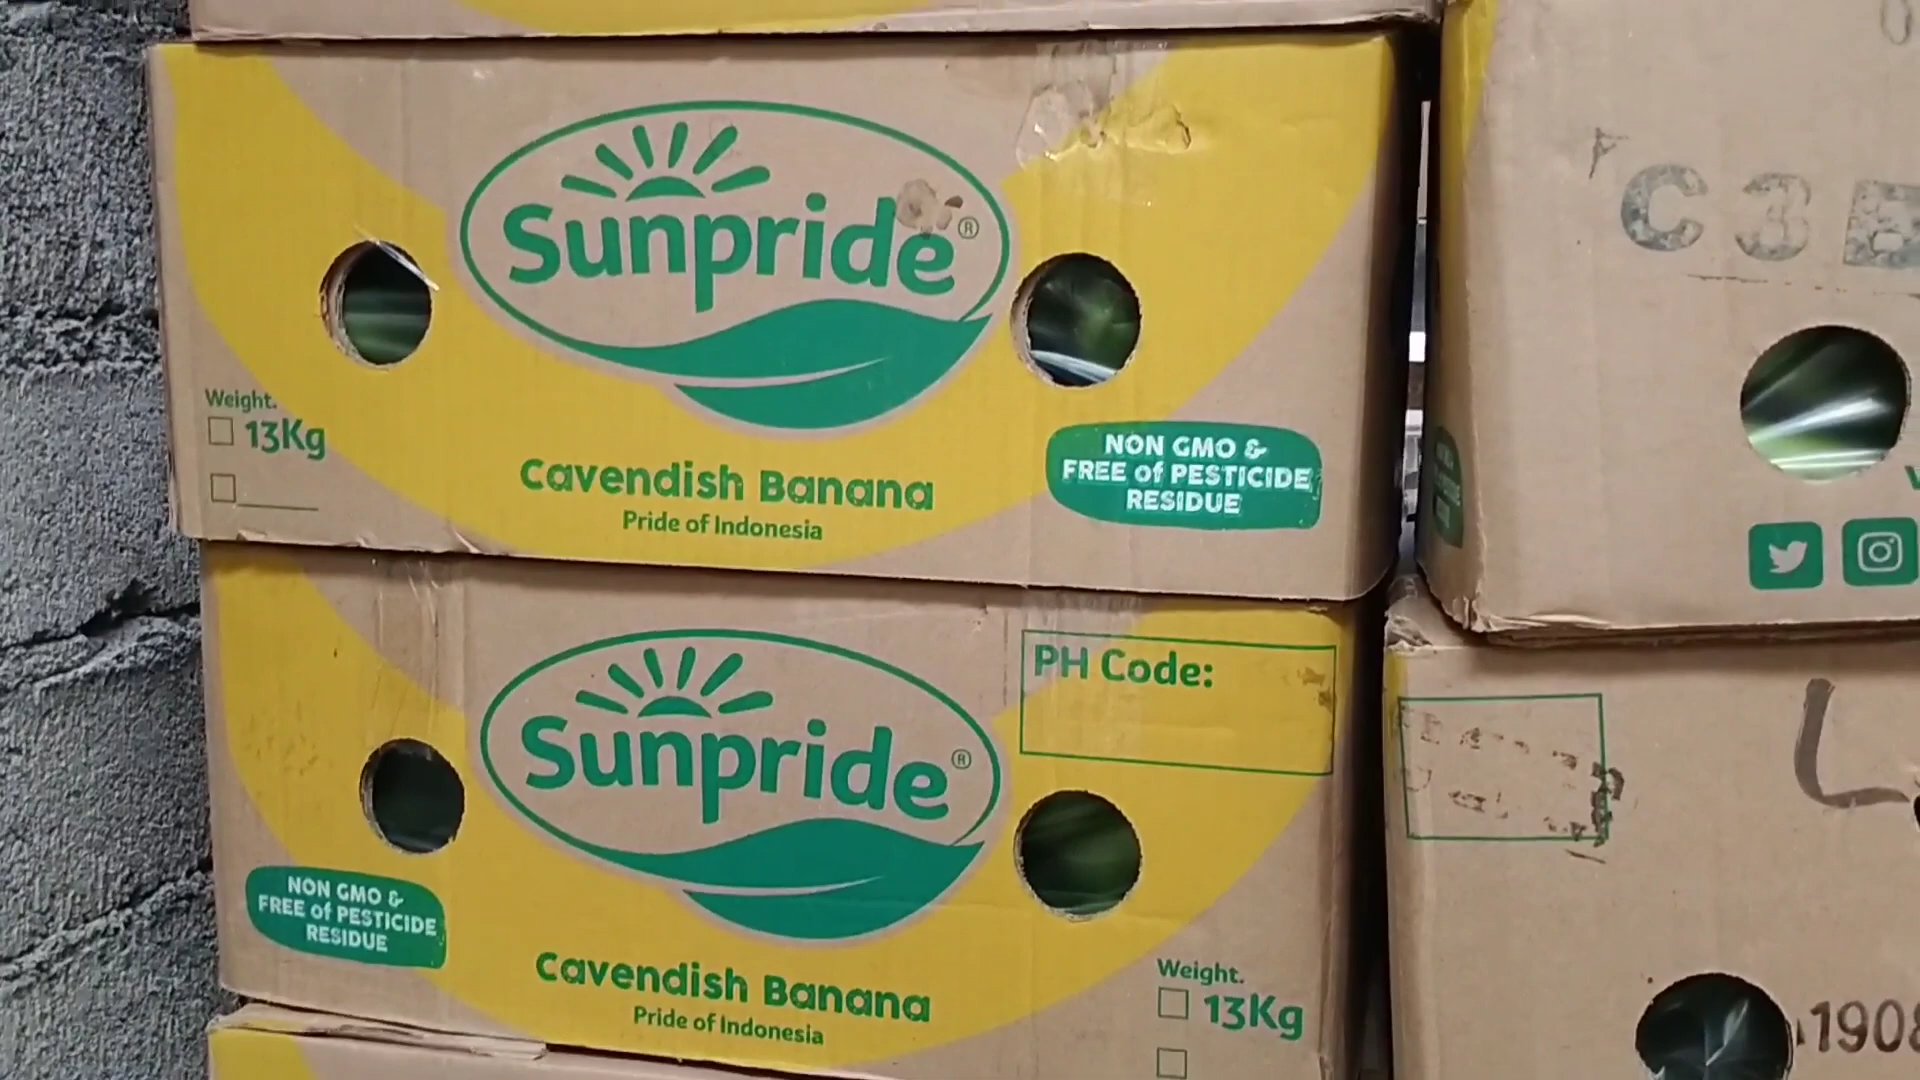 Sunpride®
Weight.
13Kg
Cavendish Banana
Pride of Indonesia
NON GMO &
FREE of PESTICIDE
RESIDUE
PH Code:
Sunpride®
NON GMO &
FREE of PESTICIDE
RESIDUE
Cavendish Banana
Pride of Indonesia
Weight.
13Kg
C3